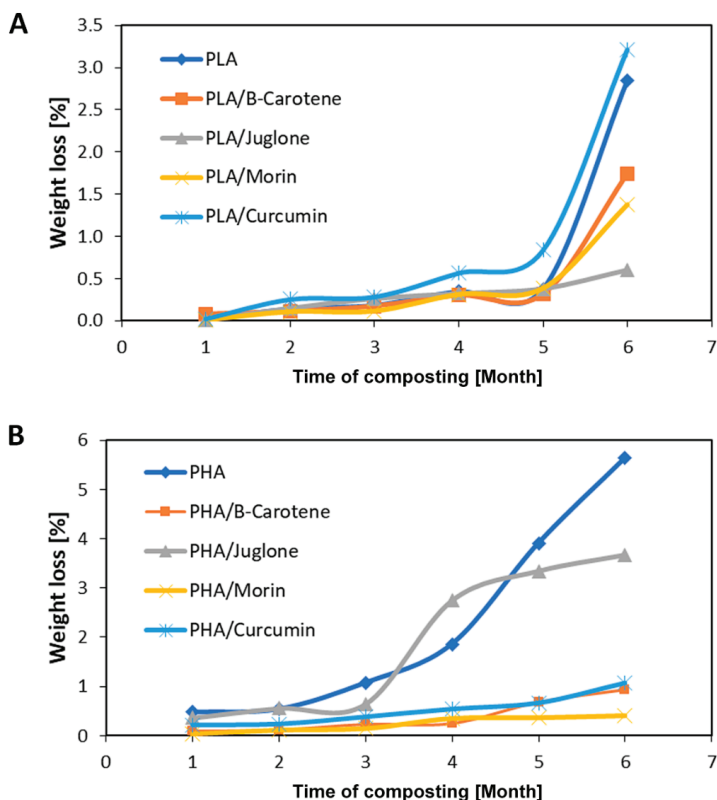 A
Weight loss [%]
3.5
3.0
2.5
2.0
1.5
1.0
0.5
0.0
PLA
PLA/B-Carotene
PLA/Juglone
PLA/Morin
PLA/Curcumin
0 1 2 3 4 5 6 7
Time of composting [Month]
B
Weight loss [%]
6
5
4
3
2
1
0
PHA
PHA/B-Carotene
PHA/Juglone
PHA/Morin
PHA/Curcumin
0 1 2 3 4 5 6 7
Time of composting [Month]